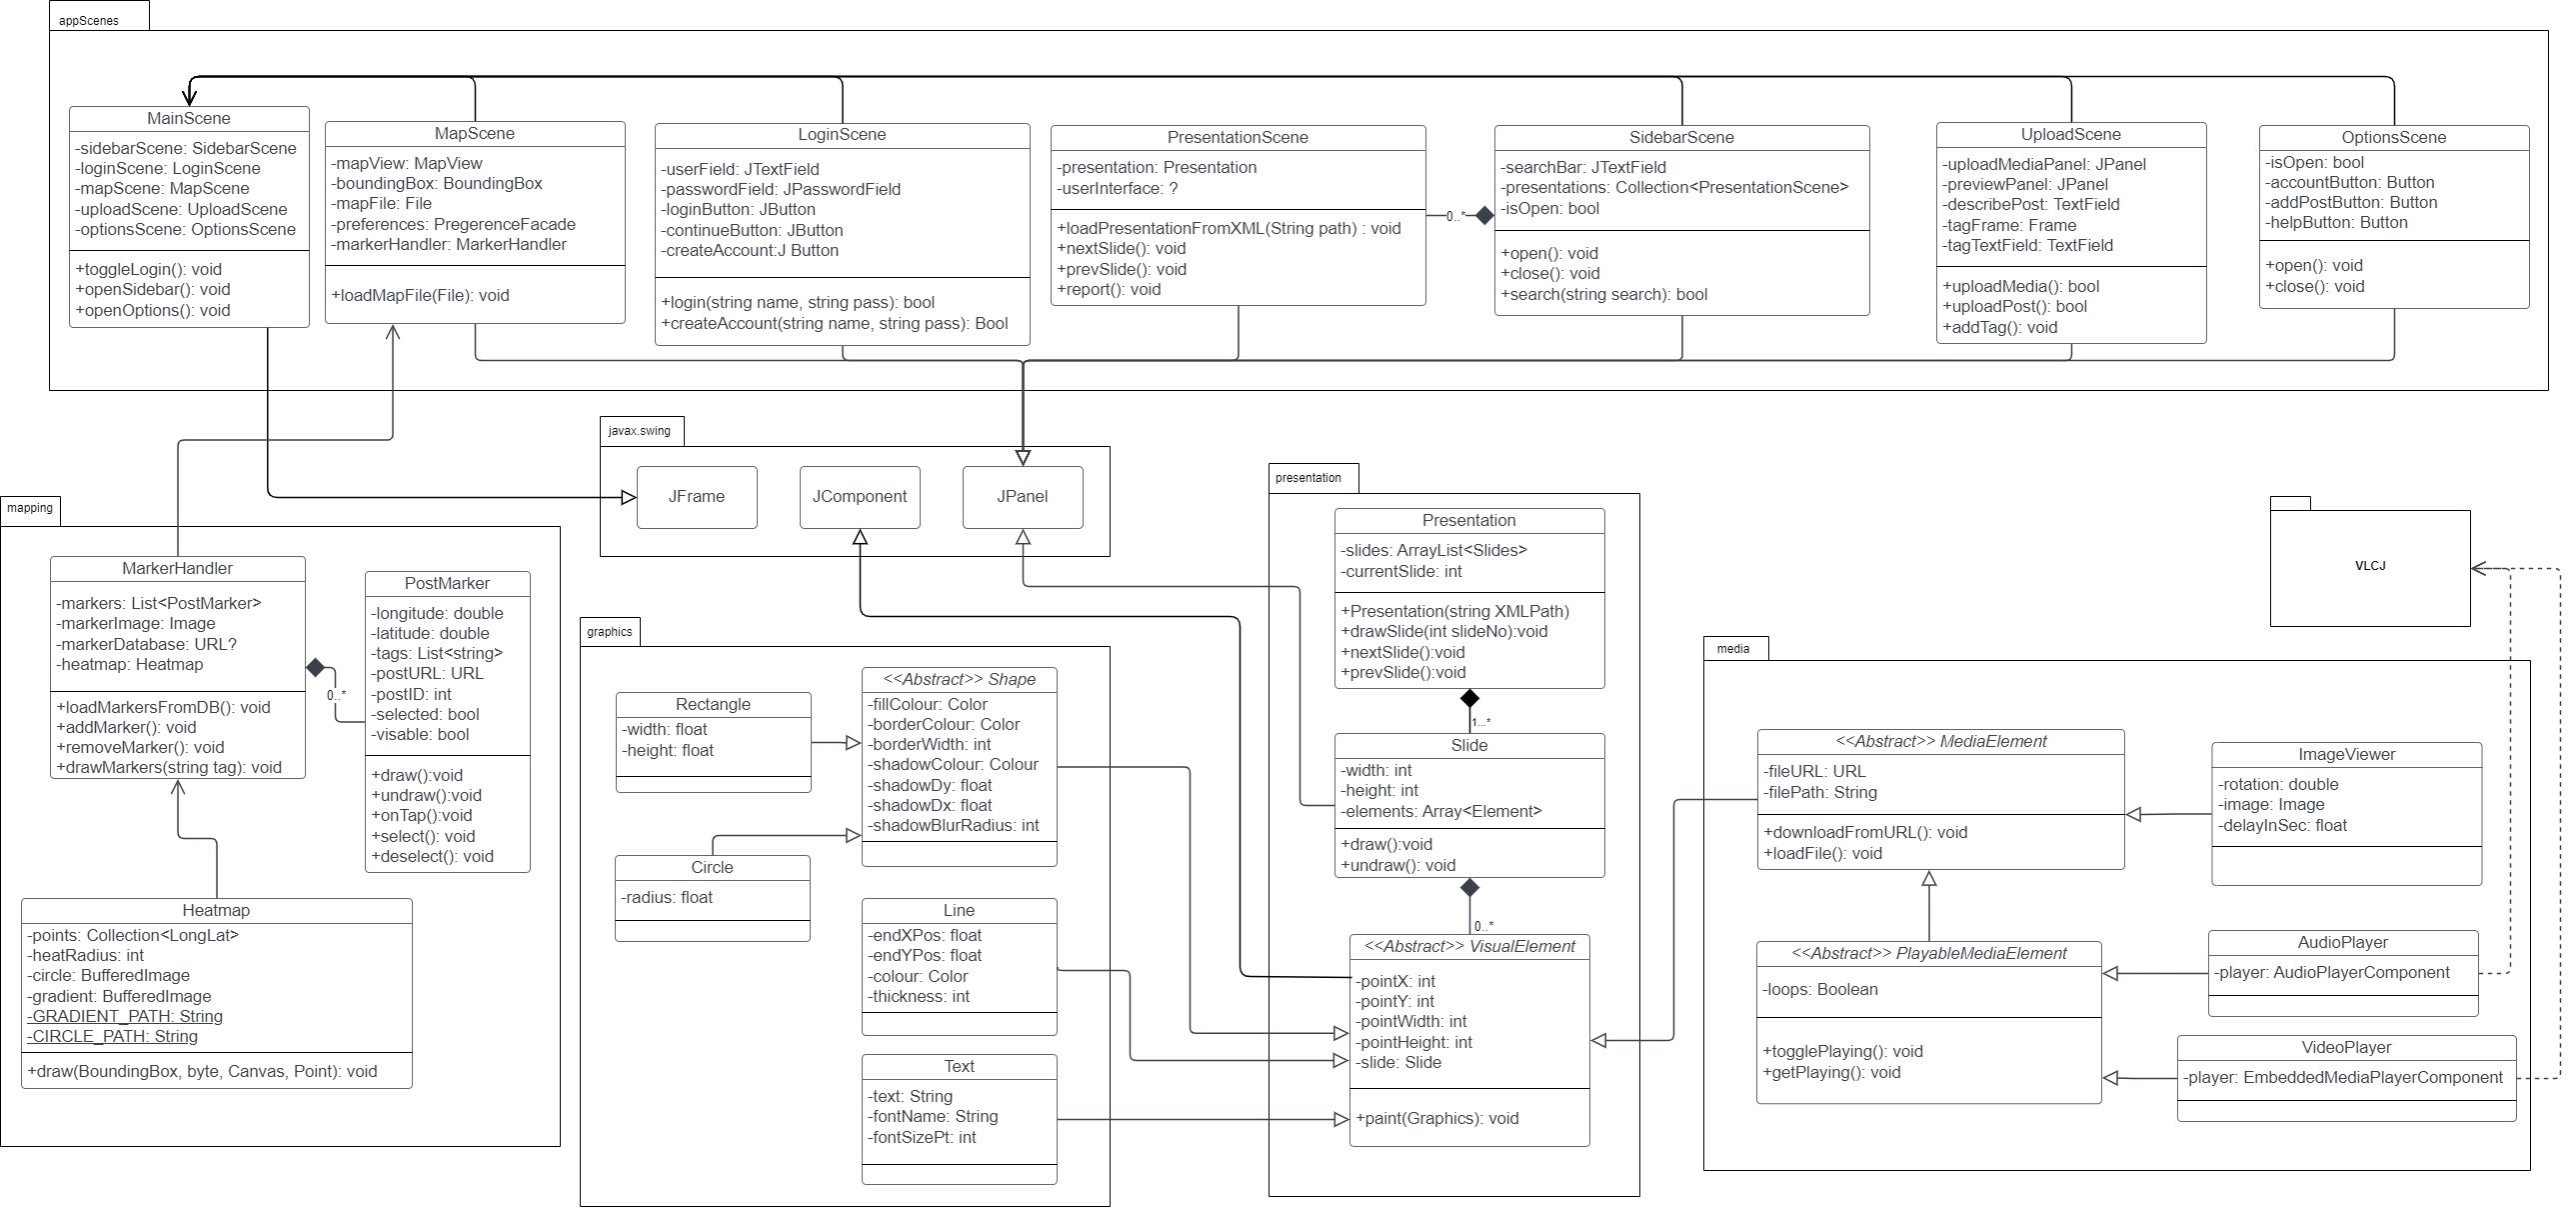 appScenes
MainScene
-sidebarScene: SidebarScene
-loginScene: LoginScene
-mapScene: MapScene
-uploadScene: UploadScene
-optionsScene: OptionsScene
+toggleLogin(): void
+openSidebar(): void
+openOptions(): void
MapScene
-mapView: MapView
-boundingBox: BoundingBox
-mapFile: File
-preferences: PregerenceFacade
-markerHandler: MarkerHandler
+loadMapFile(File): void
LoginScene
-userField: JTextField
-passwordField: JPasswordField
-loginButton: JButton
-continueButton: JButton
-createAccount:J Button
+login(string name, string pass): bool
+createAccount(string name, string pass): Bool
PresentationScene
-presentation: Presentation
-userInterface: ?
+loadPresentationFromXML(String path) : void
+nextSlide(): void
+prevSlide(): void
+report(): void
0..*
SidebarScene
-searchBar: JTextField
-presentations: Collection<PresentationScene>
-isOpen: bool
+open(): void
+close(): void
+search(string search): bool
UploadScene
-uploadMediaPanel: JPanel
-previewPanel: JPanel
-describePost: TextField
-tagFrame: Frame
-tagTextField: TextField
+uploadMedia(): bool
+uploadPost(): bool
+addTag(): void
OptionsScene
-isOpen: bool
-accountButton: Button
-addPostButton: Button
-helpButton: Button
+open(): void
+close(): void
javax.swing
JFrame
JComponent
JPanel
mapping
MarkerHandler
-markers: List<PostMarker>
-markerImage: Image
-markerDatabase: URL?
-heatmap: Heatmap
+loadMarkersFromDB(): void
+addMarker(): void
+removeMarker(): void
+drawMarkers(string tag): void
0..*
PostMarker
-longitude: double
-latitude: double
-tags: List<string>
-postURL: URL
-postID: int
-selected: bool
-visable: bool
+draw():void
+undraw():void
+onTap():void
+select(): void
+deselect(): void
Heatmap
-points: Collection<LongLat>
-heatRadius: int
-circle: BufferedImage
-gradient: BufferedImage
-GRADIENT_PATH: String
-CIRCLE_PATH: String
+draw(BoundingBox, byte, Canvas, Point): void
graphics
Rectangle
-width: float
-height: float
Circle
-radius: float
<<Abstract>> Shape
-fillColour: Color
-borderColour: Color
-borderWidth: int
-shadowColour: Colour
-shadowDy: float
-shadowDx: float
-shadowBlurRadius: int
Line
-endXPos: float
-endYPos: float
-colour: Color
-thickness: int
Text
-text: String
-fontName: String
-fontSizePt: int
presentation
Presentation
-slides: ArrayList<Slides>
-currentSlide: int
+Presentation(string XMLPath)
+drawSlide(int slideNo):void
+nextSlide():void
+prevSlide():void
1...*
Slide
-width: int
-height: int
-elements: Array<Element>
+draw():void
+undraw(): void
0..*
<<Abstract>> VisualElement
-pointX: int
-pointY: int
-pointWidth: int
-pointHeight: int
-slide: Slide
+paint(Graphics): void
VLCJ
media
<<Abstract>> MediaElement
-fileURL: URL
-filePath: String
+downloadFromURL(): void
+loadFile(): void
ImageViewer
-rotation: double
-image: Image
-delayInSec: float
<<Abstract>> PlayableMediaElement
-loops: Boolean
+togglePlaying(): void
+getPlaying(): void
AudioPlayer
-player: AudioPlayerComponent
VideoPlayer
-player: EmbeddedMediaPlayerComponent